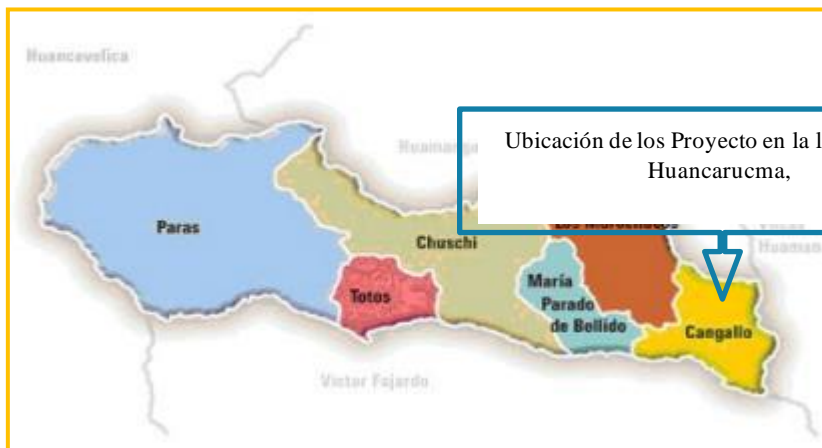 Huancavelica
Ubicación de los Proyecto en la l
Huancarucma,
Paras
Chuschi
Totos
María
Parado
de Bellido
Cangallo
Victor Fajardo